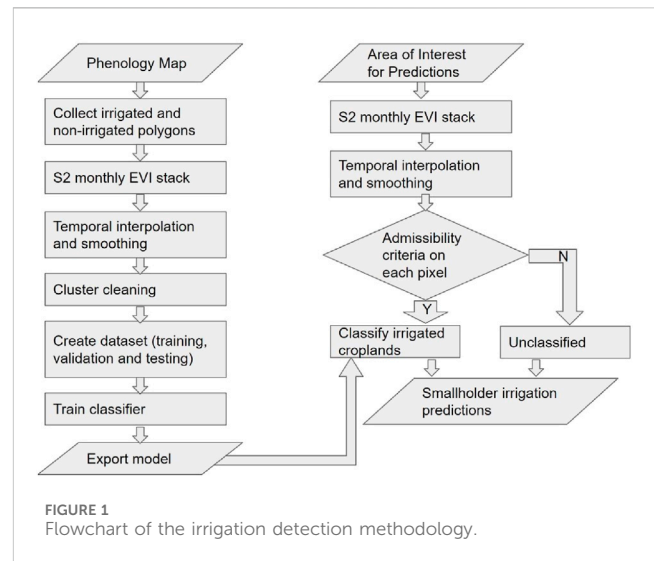 Phenology Map
Collect irrigated and
non-irrigated polygons
S2 monthly EVI stack
Temporal interpolation
and smoothing
Cluster cleaning
Create dataset (training,
validation and testing)
Train classifier
Export model
Area of Interest
for Predictions
S2 monthly EVI stack
Temporal interpolation
and smoothing
Admissibility
criteria on
each pixel
N
Y
Classify irrigated
croplands
Unclassified
Smallholder irrigation
predictions
FIGURE 1
Flowchart of the irrigation detection methodology.